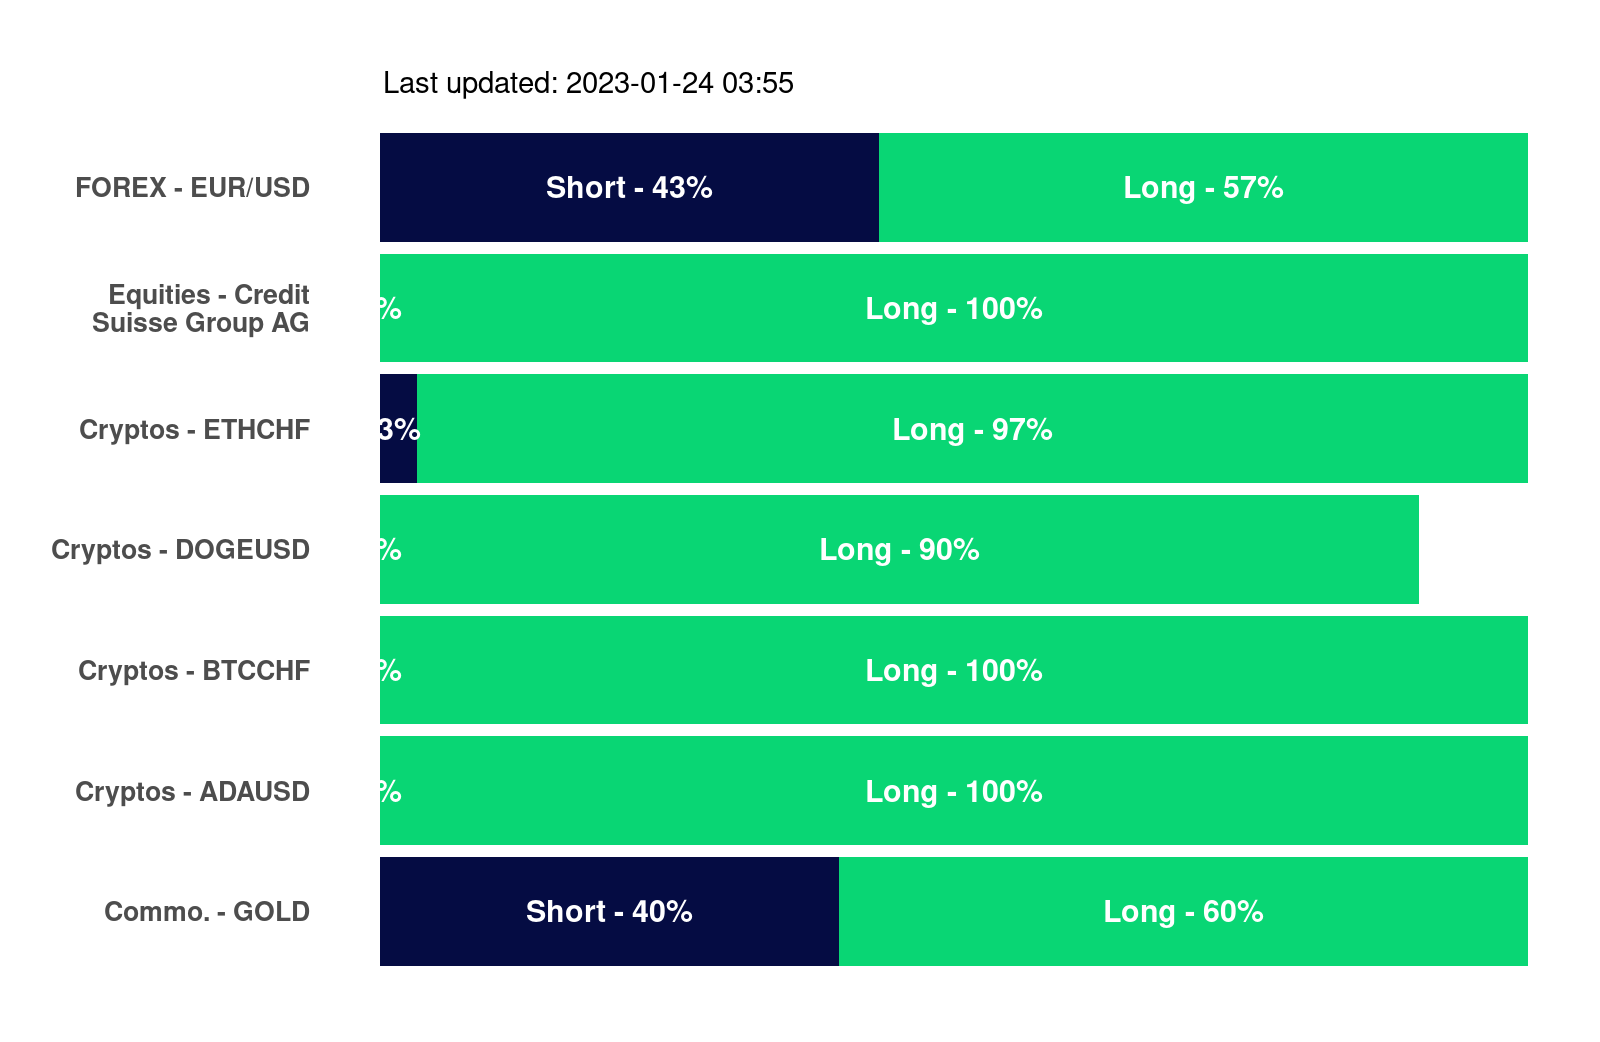 Last updated: 2023-01-24 03:55
FOREX - EUR/USD
Short - 43%
Long - 57%
Equities - Credit
Suisse Group AG
%
Long - 100%
Cryptos - ETHCHF
3%
Long - 97%
Cryptos - DOGEUSD
%
Long - 90%
Cryptos - BTCCHF
%
Long - 100%
Cryptos - ADAUSD
%
Long - 100%
Commo. - GOLD
Short - 40%
Long - 60%